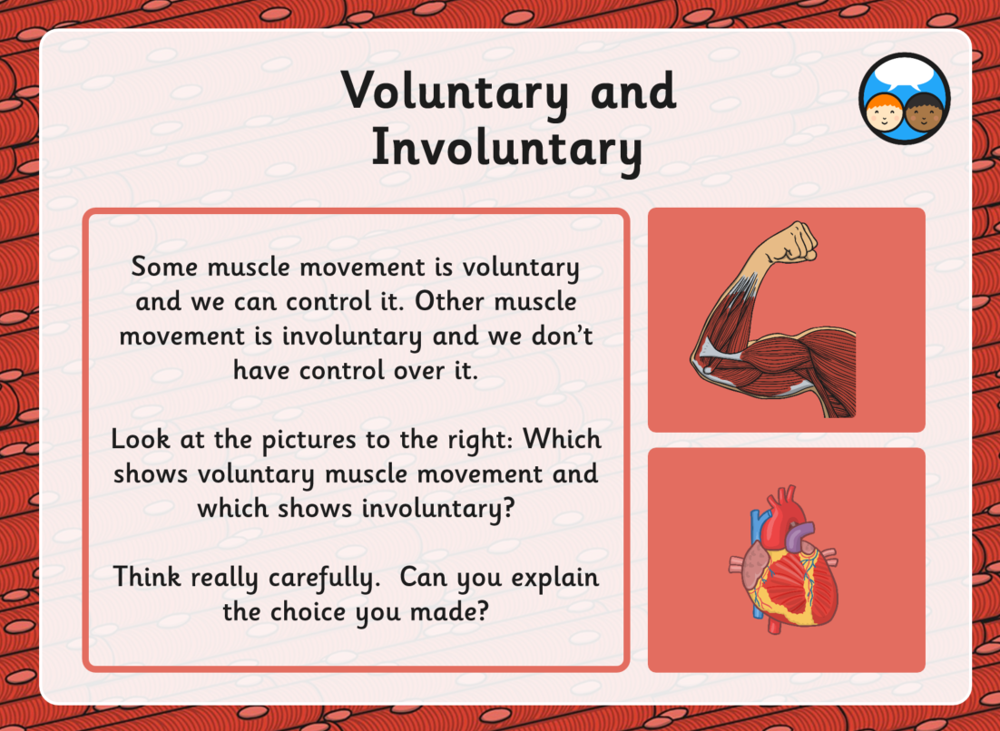 Voluntary and
Involuntary
Some muscle movement is voluntary
and we can control it. Other muscle
movement is involuntary and we don’t
have control over it.
Look at the pictures to the right: Which
shows voluntary muscle movement and
which shows involuntary?
Think really carefully.  Can you explain
the choice you made?